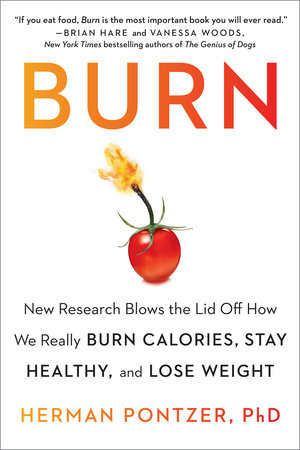 "If you eat food, Burn is the most important book you will ever read."
—BRIAN HARE AND VANESSA WOODS,
New York Times bestselling authors of The Genius of Dogs
BURN
New Research Blows the Lid Off How
We Really BURN CALORIES, STAY
HEALTHY, and LOSE WEIGHT
HERMAN PONTZER, PhD